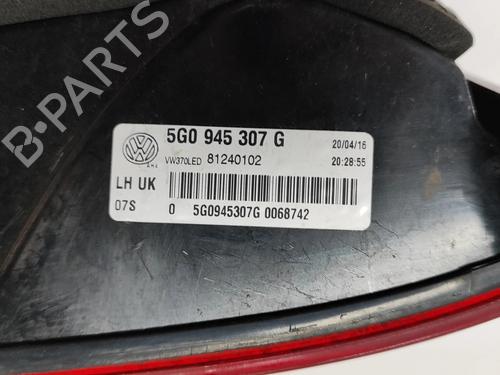 5G0 945 307 G
20/04/16
VW370LED 81240102
20:28:55
LH UK
07S
0 5G0945307G 0068742
B-PARTS